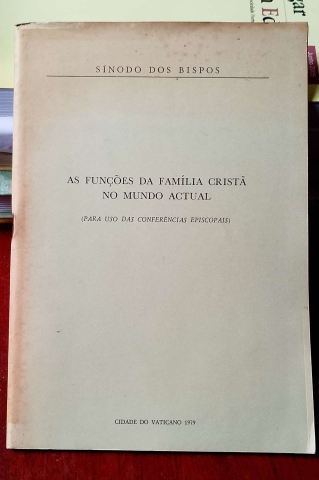 SÍNODO DOS BISPOS
AS FUNÇÕES DA FAMÍLIA CRISTÃ
NO MUNDO ACTUAL
(PARA USO DAS CONFERÊNCIAS EPISCOPAIS)
CIDADE DO VATICANO 1979